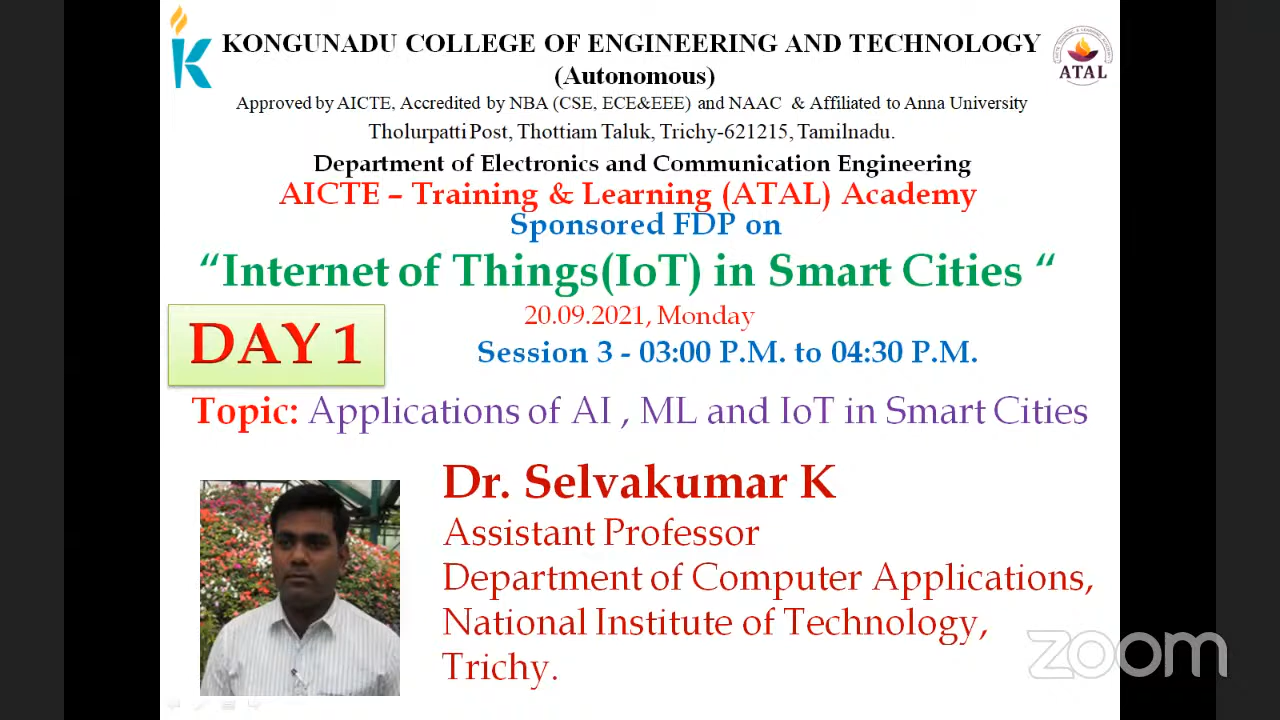 KONGUNADU COLLEGE OF ENGINEERING AND TECHNOLOGY
(Autonomous)
Approved by AICTE, Accredited by NBA (CSE, ECE&EEE) and NAAC & Affiliated to Anna University
Tholurpatti Post, Thottiam Taluk, Trichy-621215, Tamilnadu.
Department of Electronics and Communication Engineering
AICTE – Training & Learning (ATAL) Academy
Sponsored FDP on
“Internet of Things(IoT) in Smart Cities “
20.09.2021, Monday
DAY 1
Session 3 - 03:00 P.M. to 04:30 P.M.
Topic: Applications of AI , ML and IoT in Smart Cities
Dr. Selvakumar K
Assistant Professor
Department of Computer Applications,
National Institute of Technology,
Trichy.
ATAL
zoom